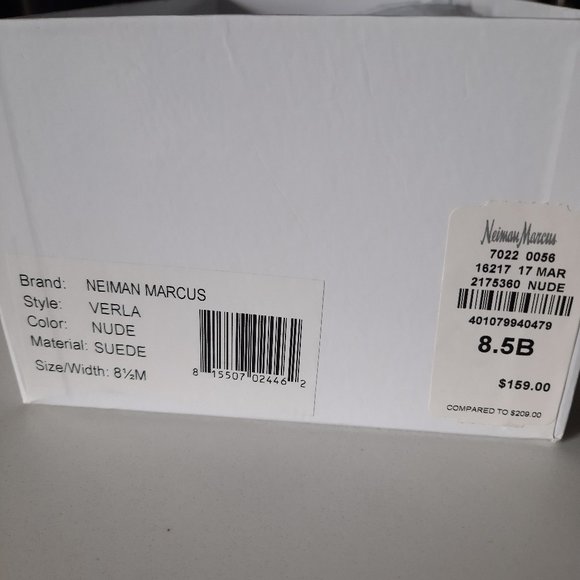 Brand: NEIMAN MARCUS
Style: VERLA
Color: NUDE
Material: SUEDE
Size/Width: 8½M
8 15507 02446 2
Neiman Marcus
7022 0056
16217 17 MAR
2175360 NUDE
401079940479
8.5B
$159.00
COMPARED TO $209.00